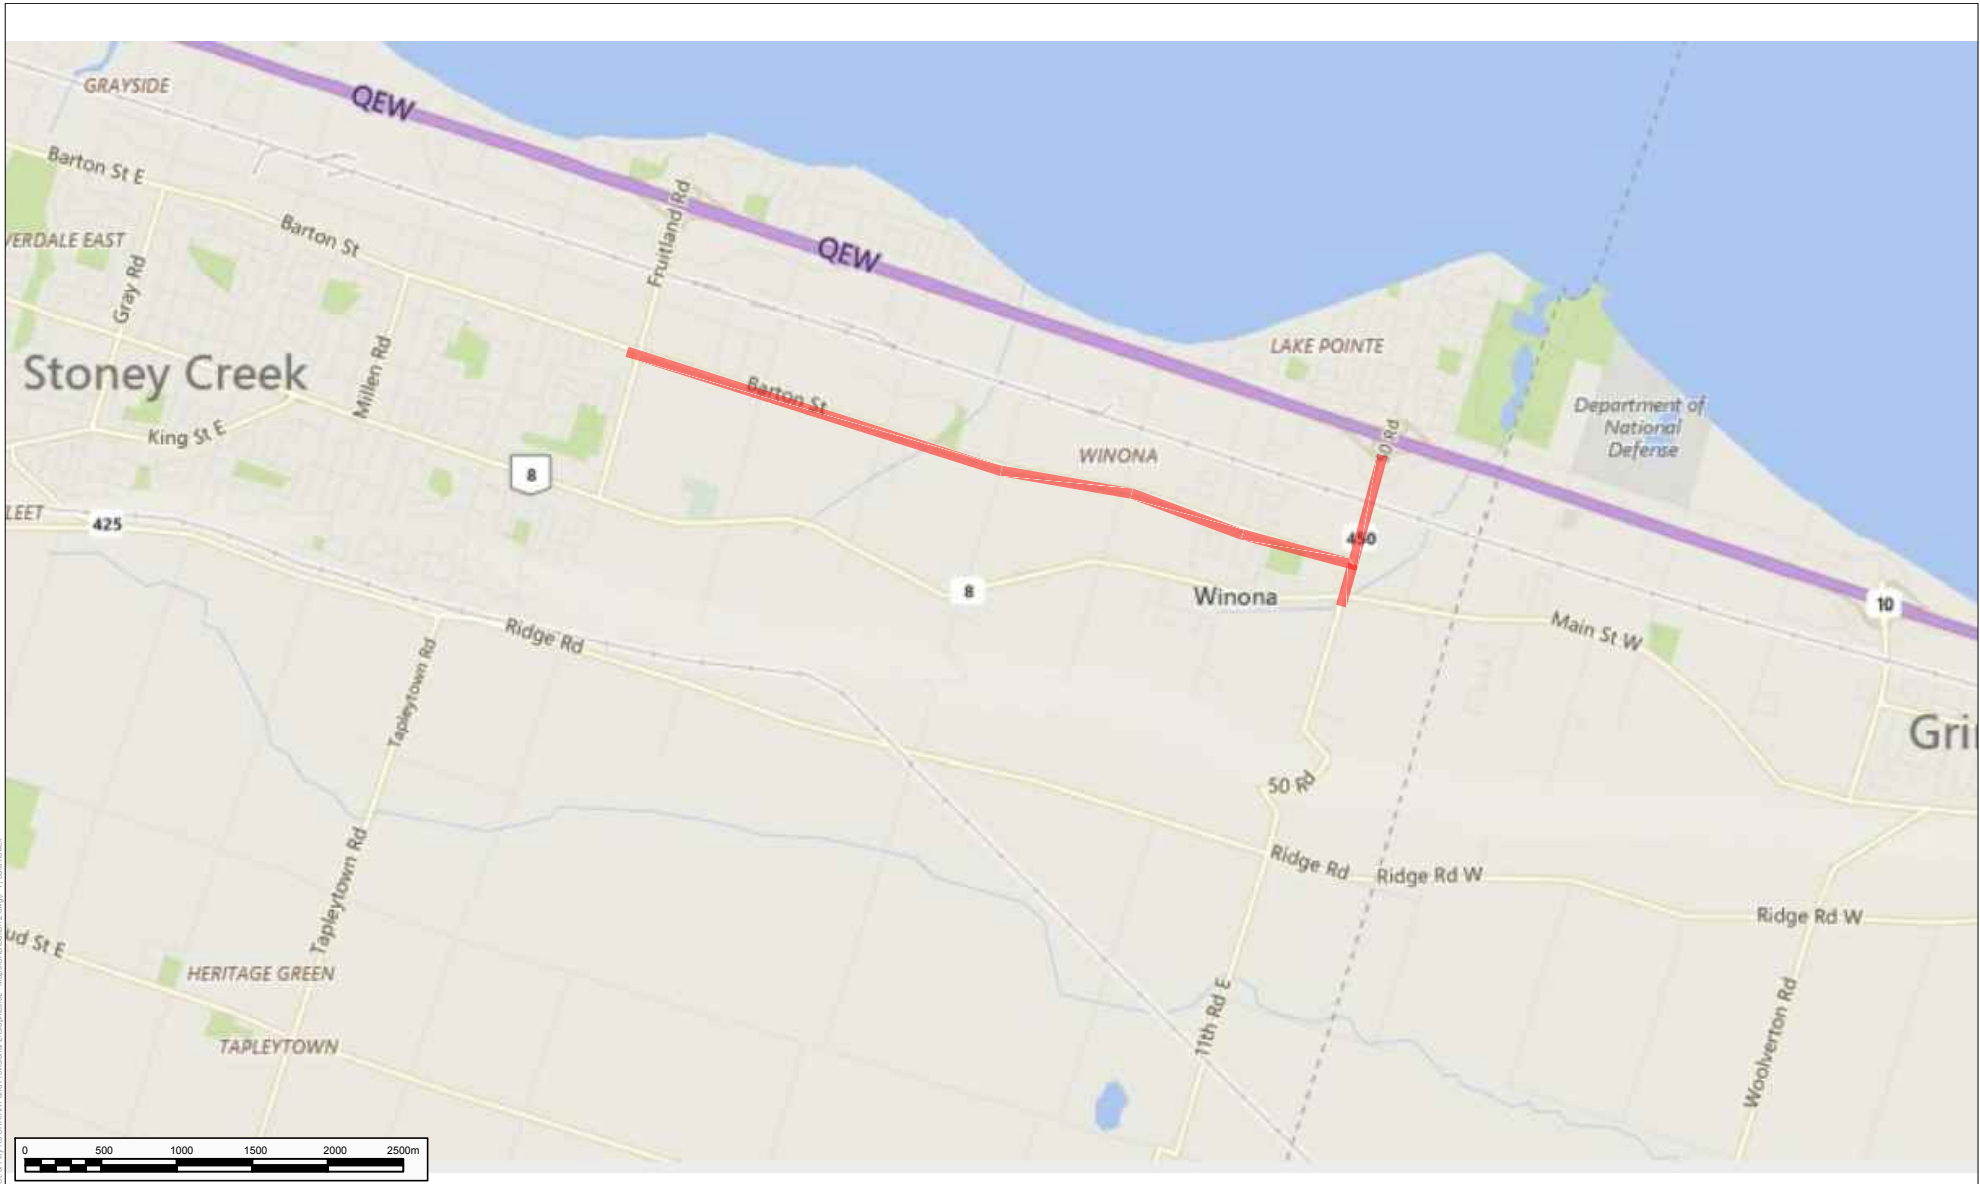 GRAYSIDE
QEW
Barton St E
Fruitland Rd
Barton St
VERDALE EAST
QEW
Gray Rd
LAKE POINTE
Stoney Creek
Millen Rd
Barton St
Department of
National
Defense
50 Rd
King St E
WINONA
8
LEET
425
450
8
Winona
10
Main St W
Ridge Rd
Tapleytown Rd
Gri
50 Rd
Ridge Rd
Ridge Rd W
Tapleytown Rd
Ridge Rd W
ud St E
HERITAGE GREEN
11th Rd E
Woolverton Rd
TAPLEYTOWN
0 500 1000 1500 2000 2500m